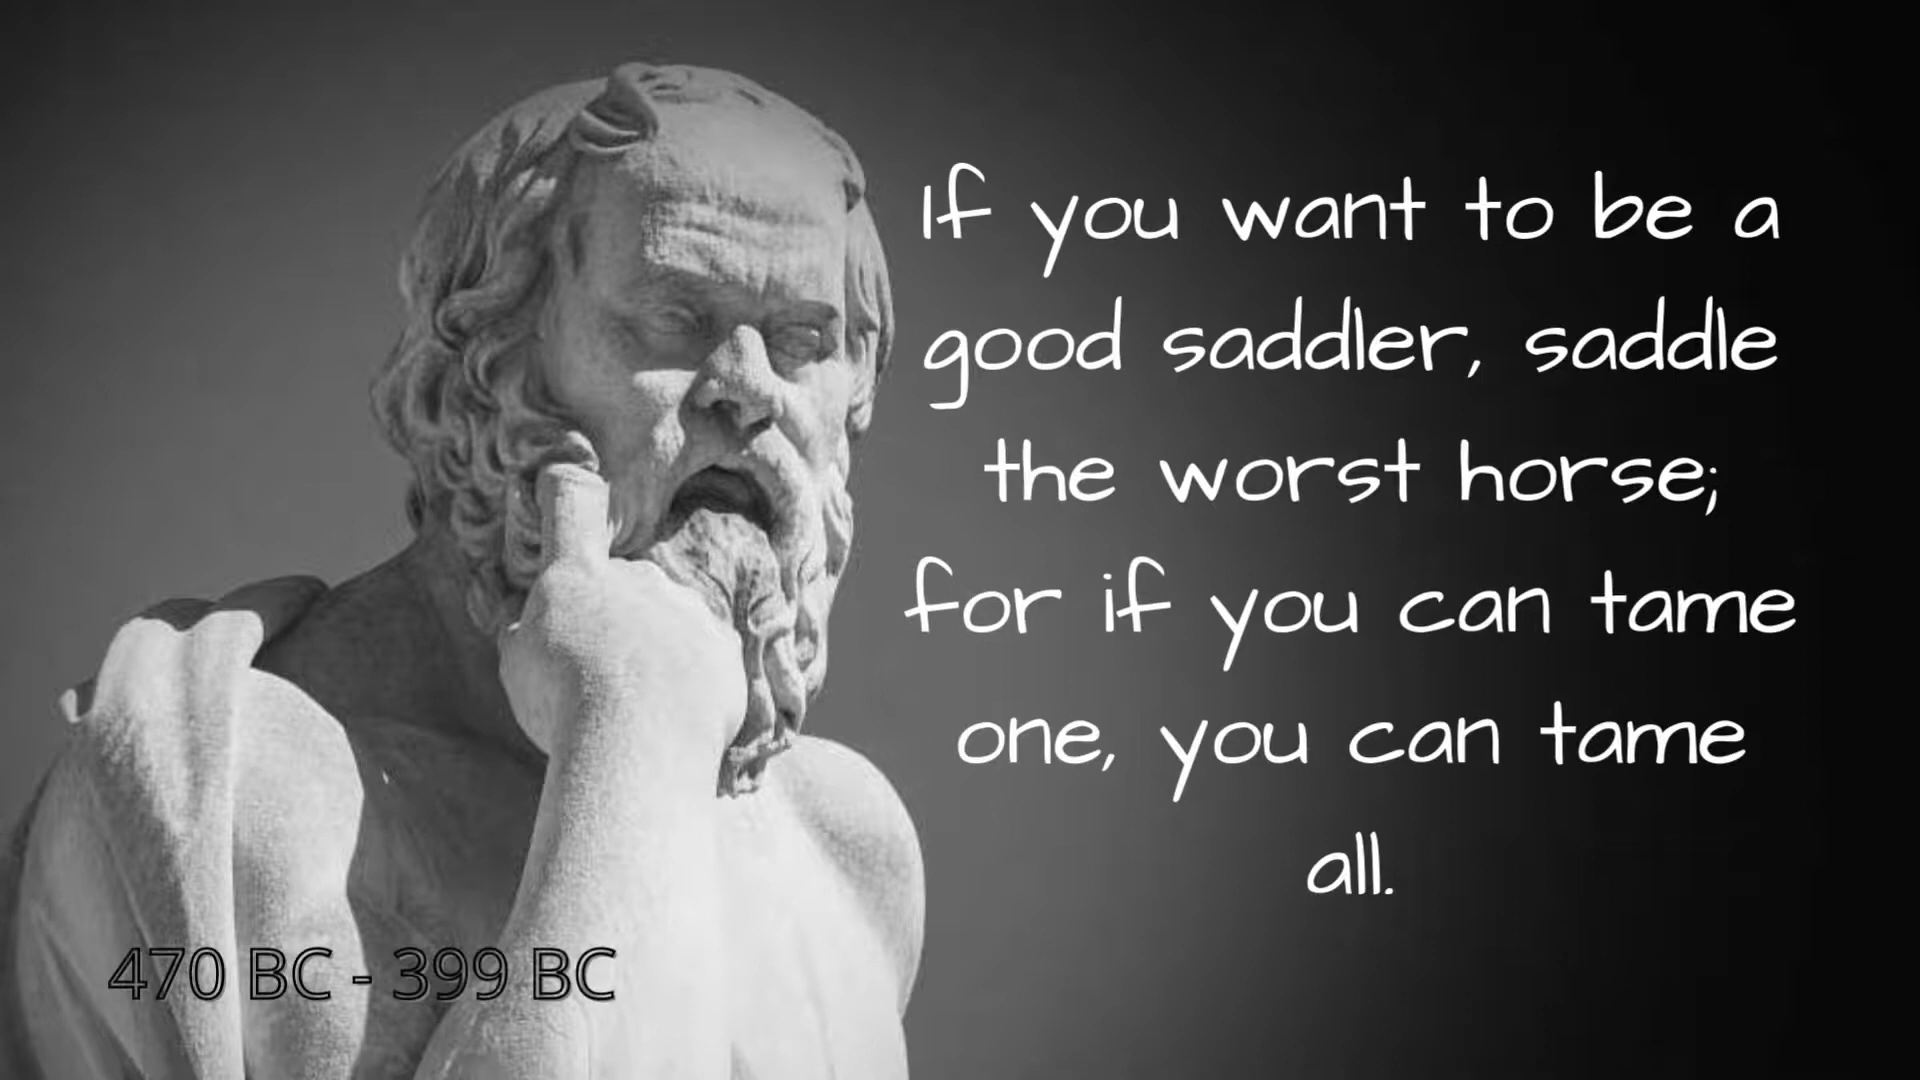 If you want to be a
good saddler, saddle
the worst horse;
for if you can tame
one, you can tame
all.
470 BC - 399 BC